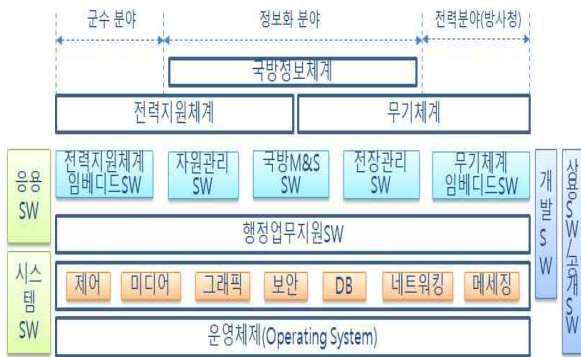 군수 분야 정보화 분야 전력분야(방사청)
국방정보체계
전력지원체계 무기체계
응용
SW
전력지원체계
임베디드SW
자원관리
SW
국방M&S
SW
전장관리
SW
무기체계
임베디드SW
행정업무지원SW
시스
템
SW
제어 미디어 그래픽 보안 DB 네트워킹 메세징
운영체제(Operating System)
개
발
S
W
상
용
S
W
/
공
개
S
W